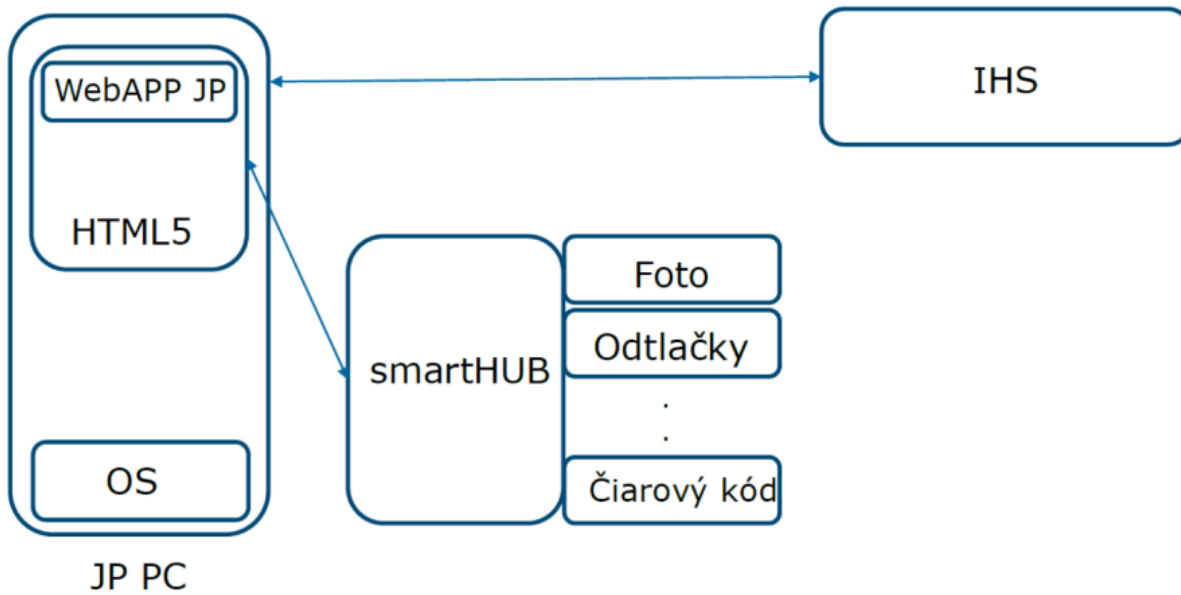 WebAPP JP
HTML5
OS
JP PC
IHS
smartHUB
Foto
Odtlačky
.
.
Čiarový kód